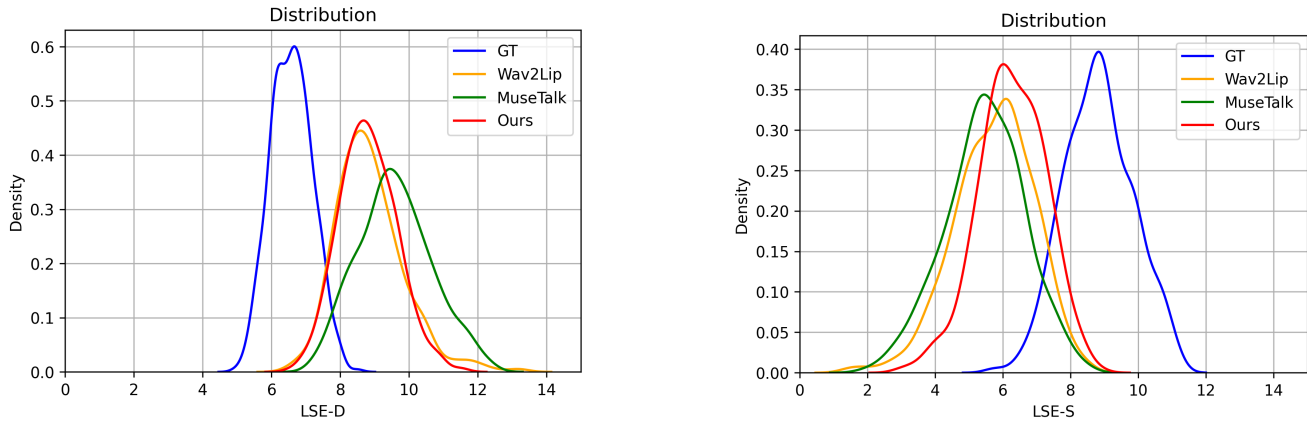 Distribution
GT
Wav2Lip
MuseTalk
Ours
0.6
0.5
0.4
0.3
0.2
0.1
0.0
Density
0 2 4 6 8 10 12 14
LSE-D
Distribution
GT
Wav2Lip
MuseTalk
Ours
0.40
0.35
0.30
0.25
0.20
0.15
0.10
0.05
0.00
Density
0 2 4 6 8 10 12 14
LSE-S